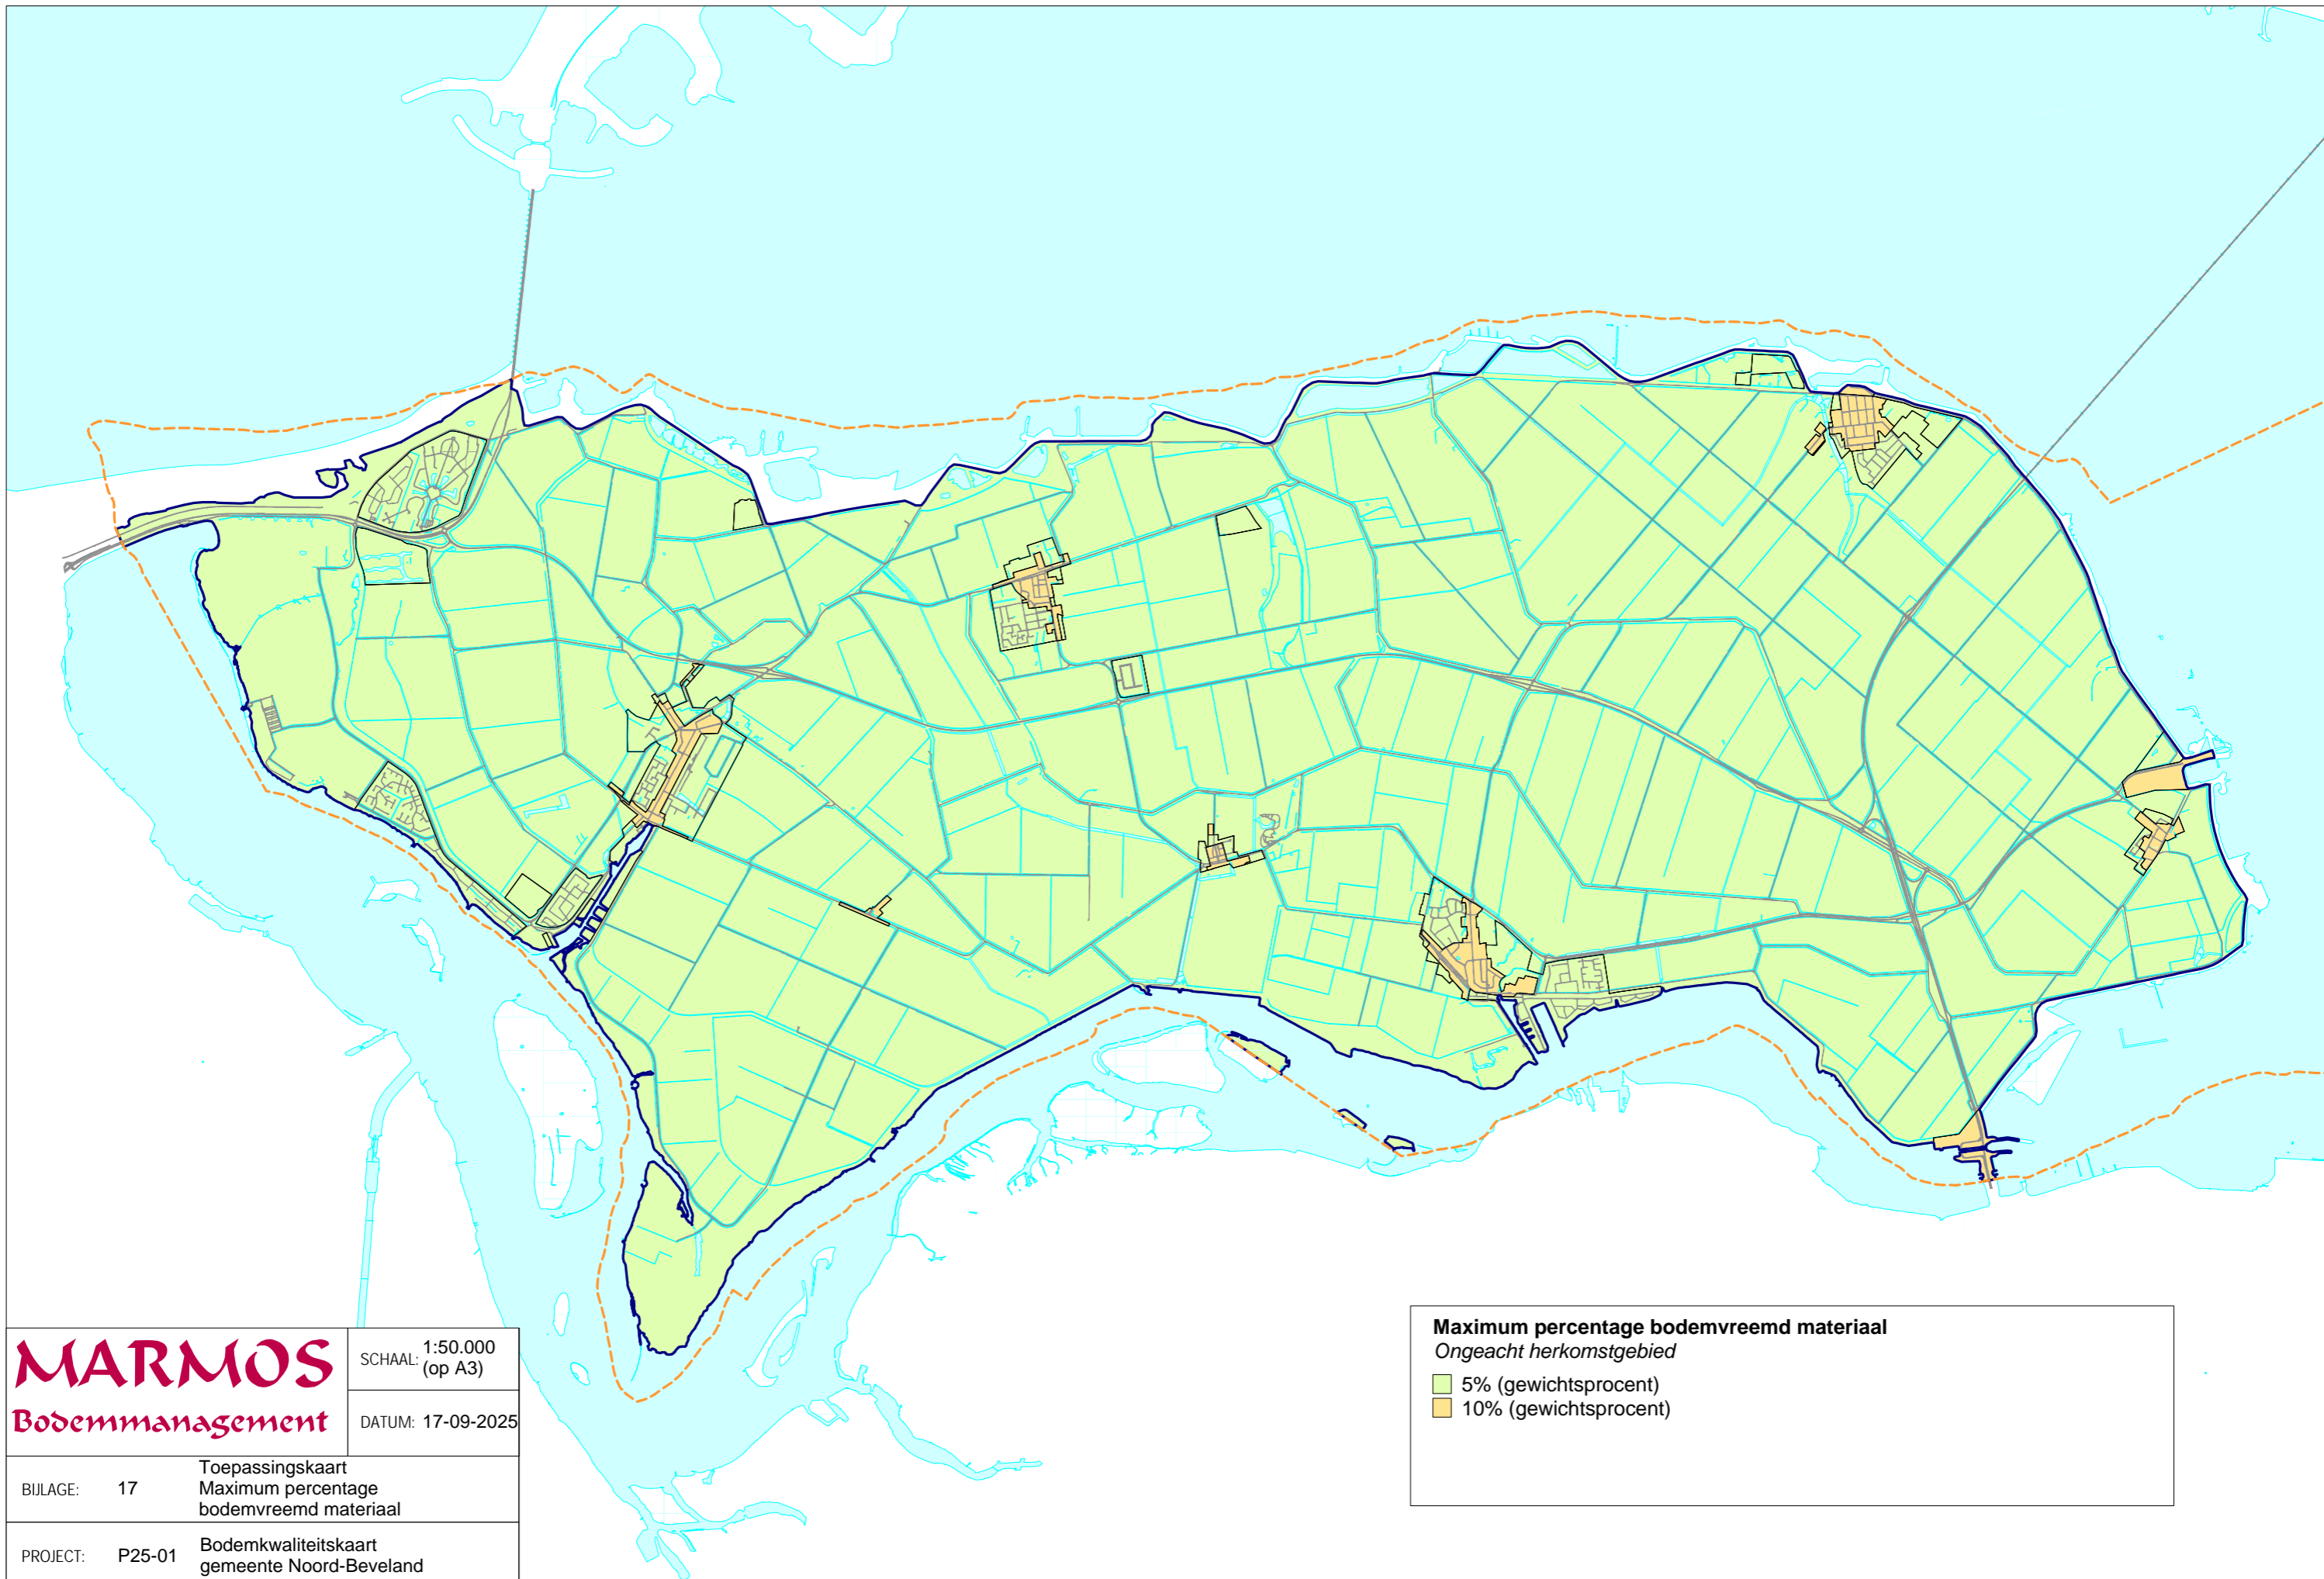 Maximum percentage bodemvreemd materiaal
Ongeacht herkomstgebied
5% (gewichtsprocent)
10% (gewichtsprocent)
MARMOS
Bodemmanagement
SCHAAL: 1:50.000
(op A3)
DATUM: 17-09-2025
BIJLAGE: 17 Toepassingskaart
Maximum percentage
bodemvreemd materiaal
PROJECT: P25-01 Bodemkwaliteitskaart
gemeente Noord-Beveland